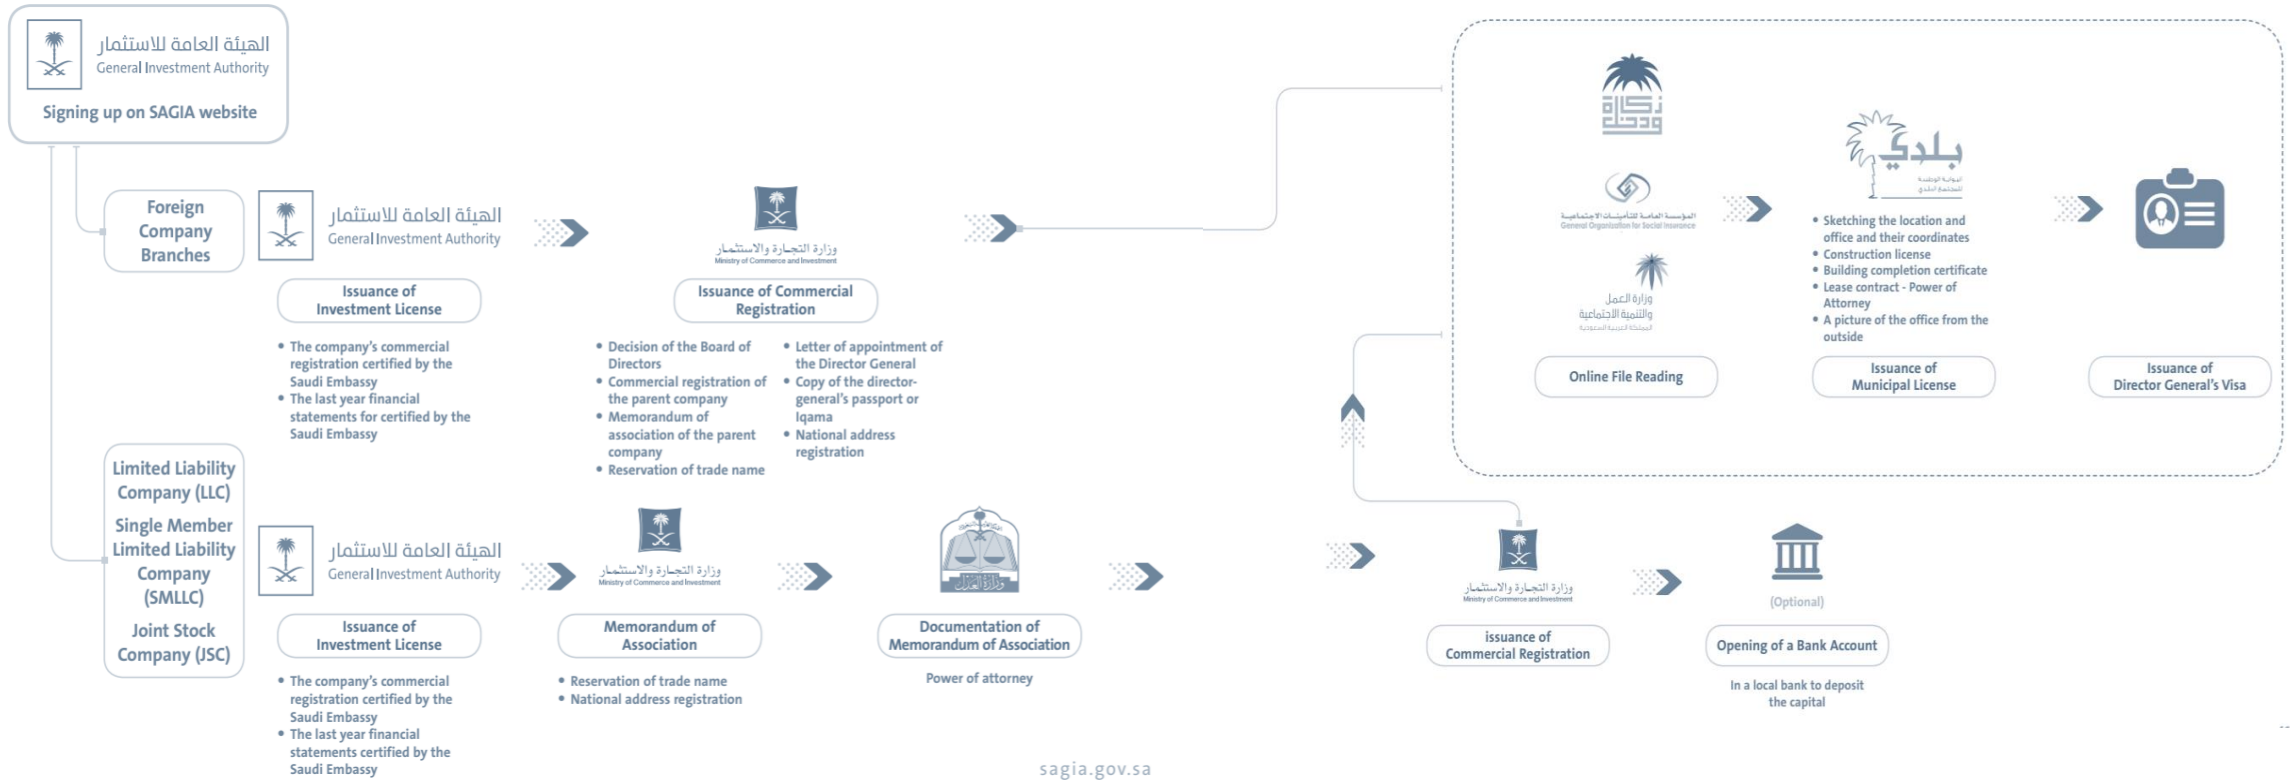 الهيئة العامة للاستثمار
General Investment Authority
Signing up on SAGIA website
Foreign
Company
Branches
الهيئة العامة للاستثمار
General Investment Authority
Issuance of
Investment License
• The company's commercial
registration certified by the
Saudi Embassy
• The last year financial
statements for certified by the
Saudi Embassy
وزارة التجارة والاستثمار
Ministry of Commerce and Investment
Issuance of Commercial
Registration
• Decision of the Board of
Directors
• Commercial registration of
the parent company
• Memorandum of
association of the parent
company
• Reservation of trade name
• Letter of appointment of
the Director General
• Copy of the director-
general's passport or
Iqama
• National address
registration
زكاة
ودخل
المؤسسة العامة للتأمينات الاجتماعية
General Organization for Social Insurance
وزارة العمل
والتنمية الاجتماعية
المملكة العربية السعودية
Online File Reading
بلدي
• Sketching the location and
office and their coordinates
• Construction license
• Building completion certificate
• Lease contract - Power of
Attorney
• A picture of the office from the
outside
Issuance of
Municipal License
Issuance of
Director General's Visa
Limited Liability
Company (LLC)
Single Member
Limited Liability
Company
(SMLLC)
Joint Stock
Company (JSC)
الهيئة العامة للاستثمار
General Investment Authority
Issuance of
Investment License
• The company's commercial
registration certified by the
Saudi Embassy
• The last year financial
statements certified by the
Saudi Embassy
وزارة التجارة والاستثمار
Ministry of Commerce and Investment
Memorandum of
Association
• Reservation of trade name
• National address registration
وزارة العدل
Documentation of
Memorandum of Association
Power of attorney
وزارة التجارة والاستثمار
Ministry of Commerce and Investment
issuance of
Commercial Registration
(Optional)
Opening of a Bank Account
In a local bank to deposit
the capital
sagia.gov.sa